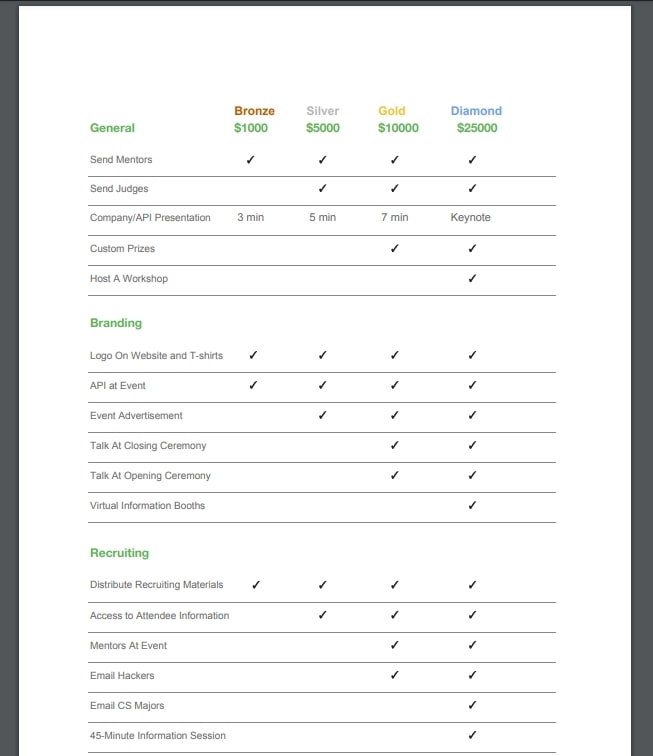 Bronze Silver Gold Diamond
General $1000 $5000 $10000 $25000
Send Mentors ✓ ✓ ✓ ✓
Send Judges ✓ ✓ ✓
Company/API Presentation 3 min 5 min 7 min Keynote
Custom Prizes ✓ ✓
Host A Workshop ✓
Branding
Logo On Website and T-shirts ✓ ✓ ✓ ✓
API at Event ✓ ✓ ✓ ✓
Event Advertisement ✓ ✓ ✓
Talk At Closing Ceremony ✓ ✓
Talk At Opening Ceremony ✓ ✓
Virtual Information Booths ✓
Recruiting
Distribute Recruiting Materials ✓ ✓ ✓ ✓
Access to Attendee Information ✓ ✓ ✓
Mentors At Event ✓ ✓
Email Hackers ✓ ✓
Email CS Majors ✓
45-Minute Information Session ✓